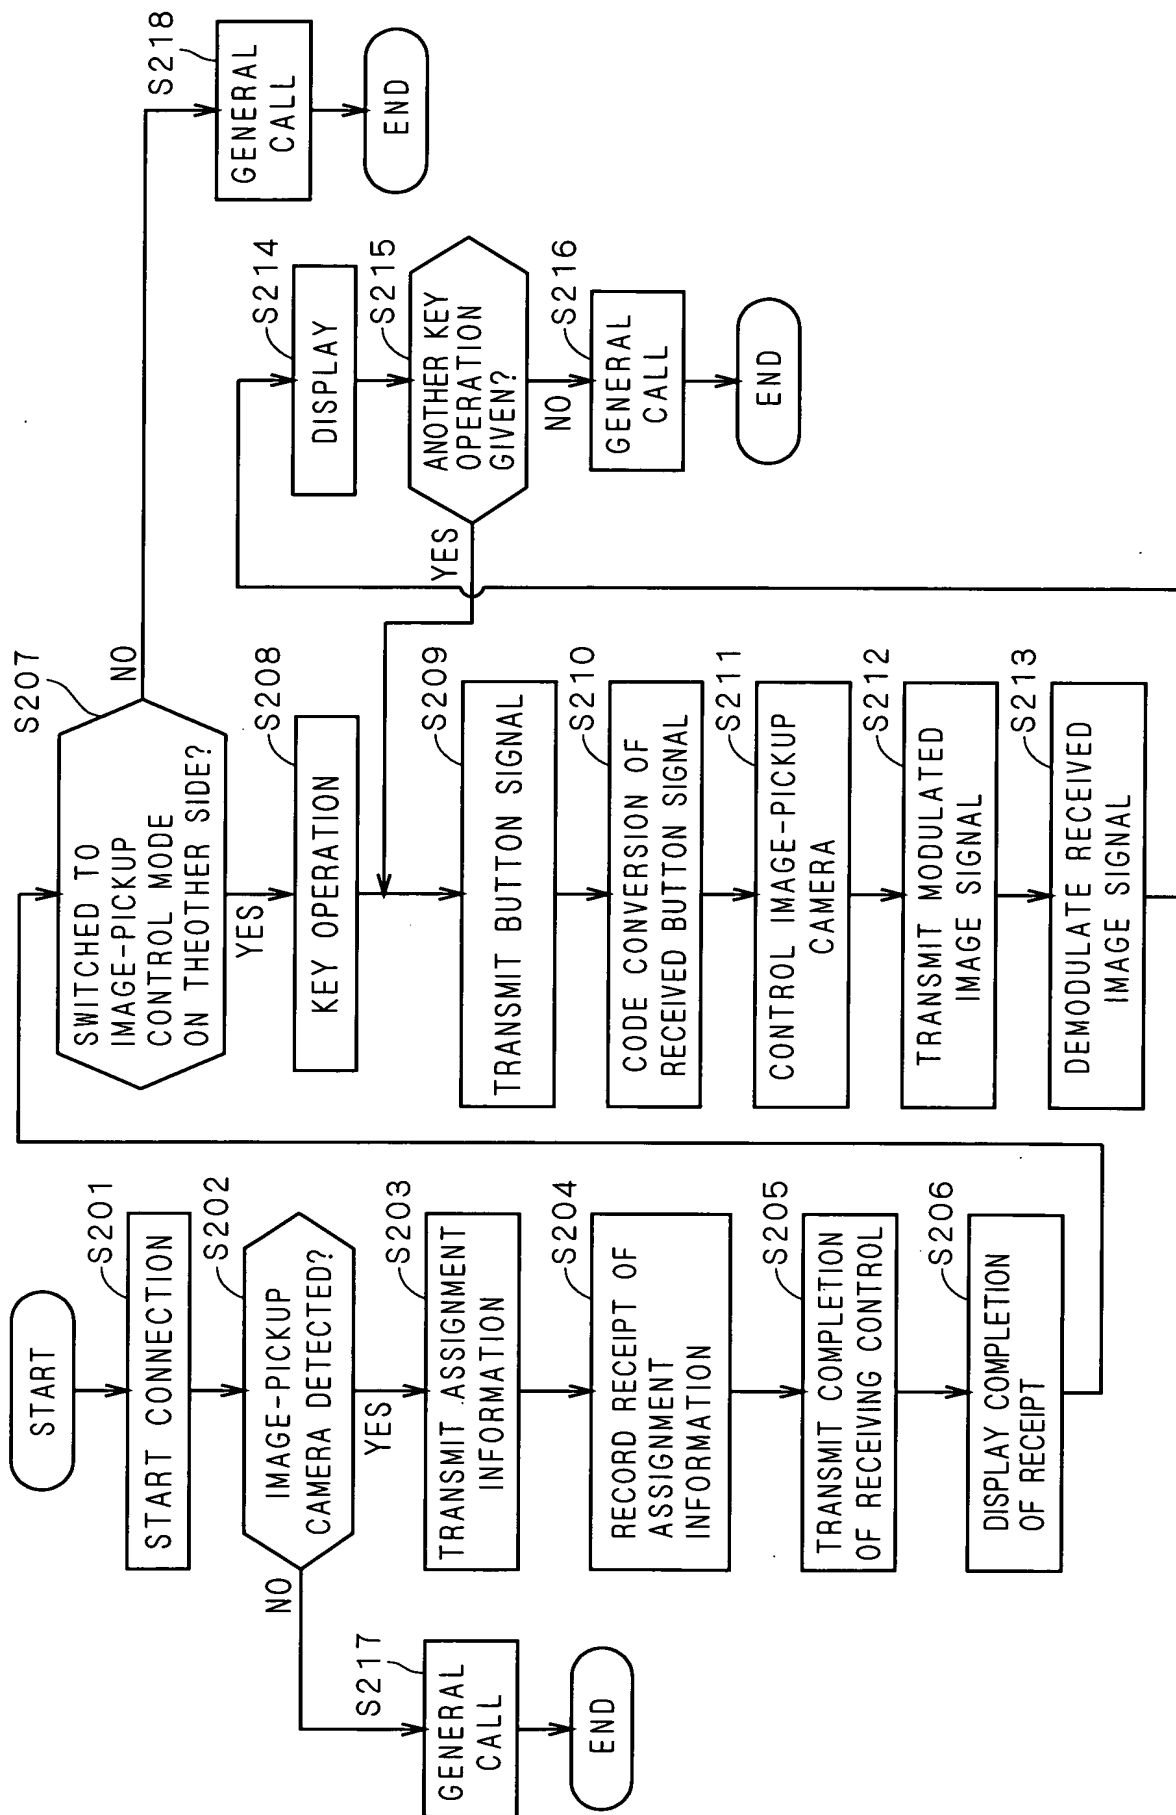 START
S201
START CONNECTION
S202
IMAGE-PICKUP
CAMERA DETECTED?
NO
YES
S217
GENERAL
CALL
END
S203
TRANSMIT ASSIGNMENT
INFORMATION
S204
RECORD RECEIPT OF
ASSIGNMENT
INFORMATION
S205
TRANSMIT COMPLETION
OF RECEIVING CONTROL
S206
DISPLAY COMPLETION
OF RECEIPT
S207
SWITCHED TO
IMAGE-PICKUP
CONTROL MODE
ON THEOTHER SIDE?
NO
YES
S208
KEY OPERATION
S209
TRANSMIT BUTTON SIGNAL
S210
CODE CONVERSION OF
RECEIVED BUTTON SIGNAL
S211
CONTROL IMAGE-PICKUP
CAMERA
S212
TRANSMIT MODULATED
IMAGE SIGNAL
S213
DEMODULATE RECEIVED
IMAGE SIGNAL
S214
DISPLAY
S215
ANOTHER KEY
OPERATION
GIVEN?
YES
NO
S216
GENERAL
CALL
END
S218
GENERAL
CALL
END